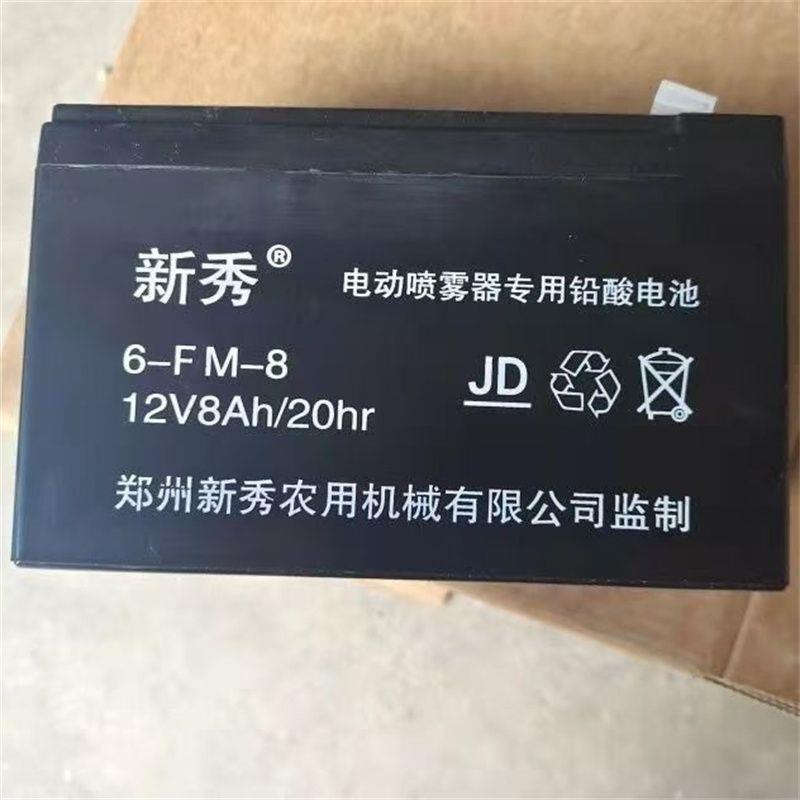 新秀®
电动喷雾器专用铅酸电池
6-FM-8
12V8Ah/20hr
JD
郑州新秀农用机械有限公司监制